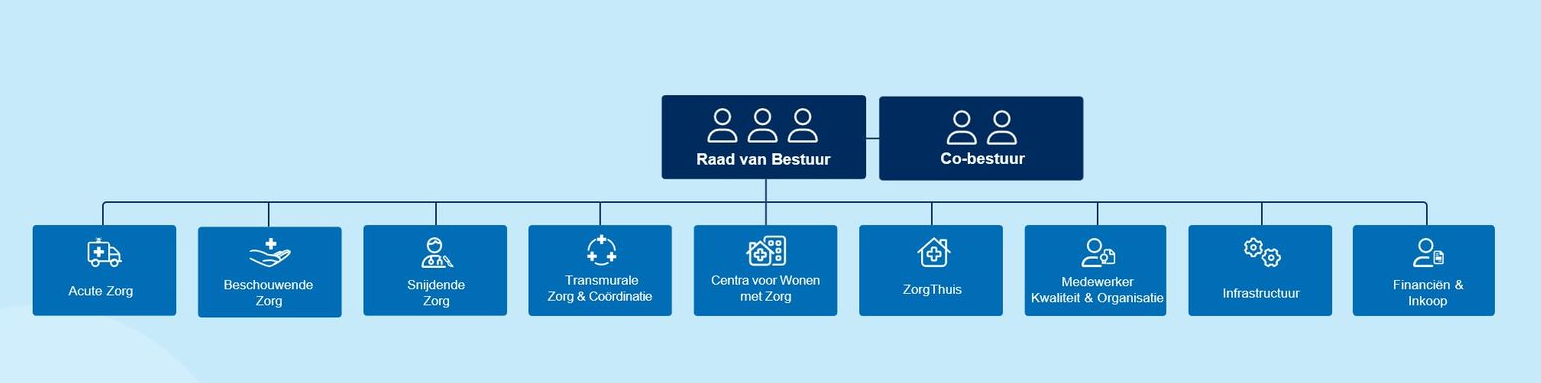 Raad van Bestuur
Co-bestuur
Acute Zorg
Beschouwende
Zorg
Snijdende
Zorg
Transmurale
Zorg & Coördinatie
Centra voor Wonen
met Zorg
ZorgThuis
Medewerker
Kwaliteit & Organisatie
Infrastructuur
Financiën &
Inkoop